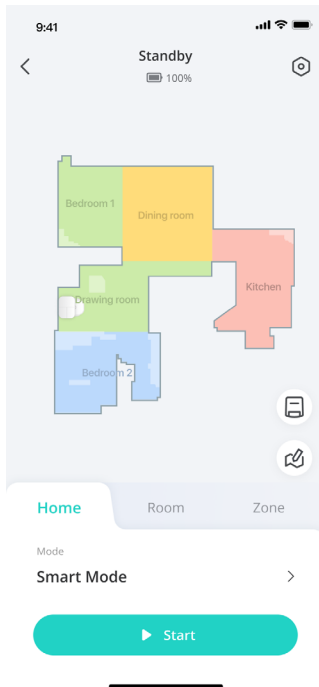 9:41
Standby
100%
Bedroom 1
Dining room
Kitchen
Drawing room
Bedroom 2
Home
Room
Zone
Mode
Smart Mode
Start